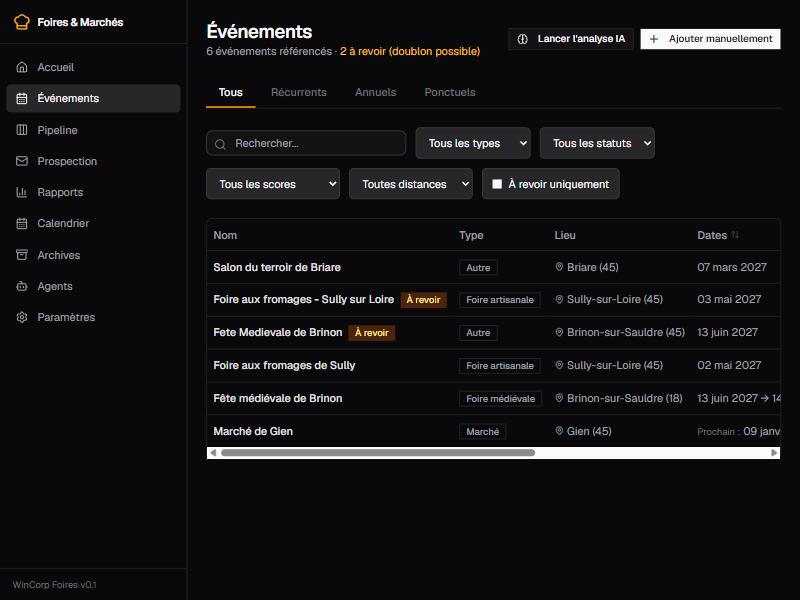 Foires & Marchés
Accueil
Événements
Pipeline
Prospection
Rapports
Calendrier
Archives
Agents
Paramètres
WinCorp Foires v0.1
Événements
6 événements référencés · 2 à revoir (doublon possible)
Lancer l'analyse IA
Ajouter manuellement
Tous Récurrents Annuels Ponctuels
Rechercher... Tous les types Tous les statuts
Tous les scores Toutes distances À revoir uniquement
Nom Type Lieu Dates
Salon du terroir de Briare Autre Briare (45) 07 mars 2027
Foire aux fromages - Sully sur Loire À revoir Foire artisanale Sully-sur-Loire (45) 03 mai 2027
Fete Medievale de Brinon À revoir Autre Brinon-sur-Sauldre (45) 13 juin 2027
Foire aux fromages de Sully Foire artisanale Sully-sur-Loire (45) 02 mai 2027
Fête médiévale de Brinon Foire médiévale Brinon-sur-Sauldre (18) 13 juin 2027 → 14
Marché de Gien Marché Gien (45) Prochain : 09 janv.